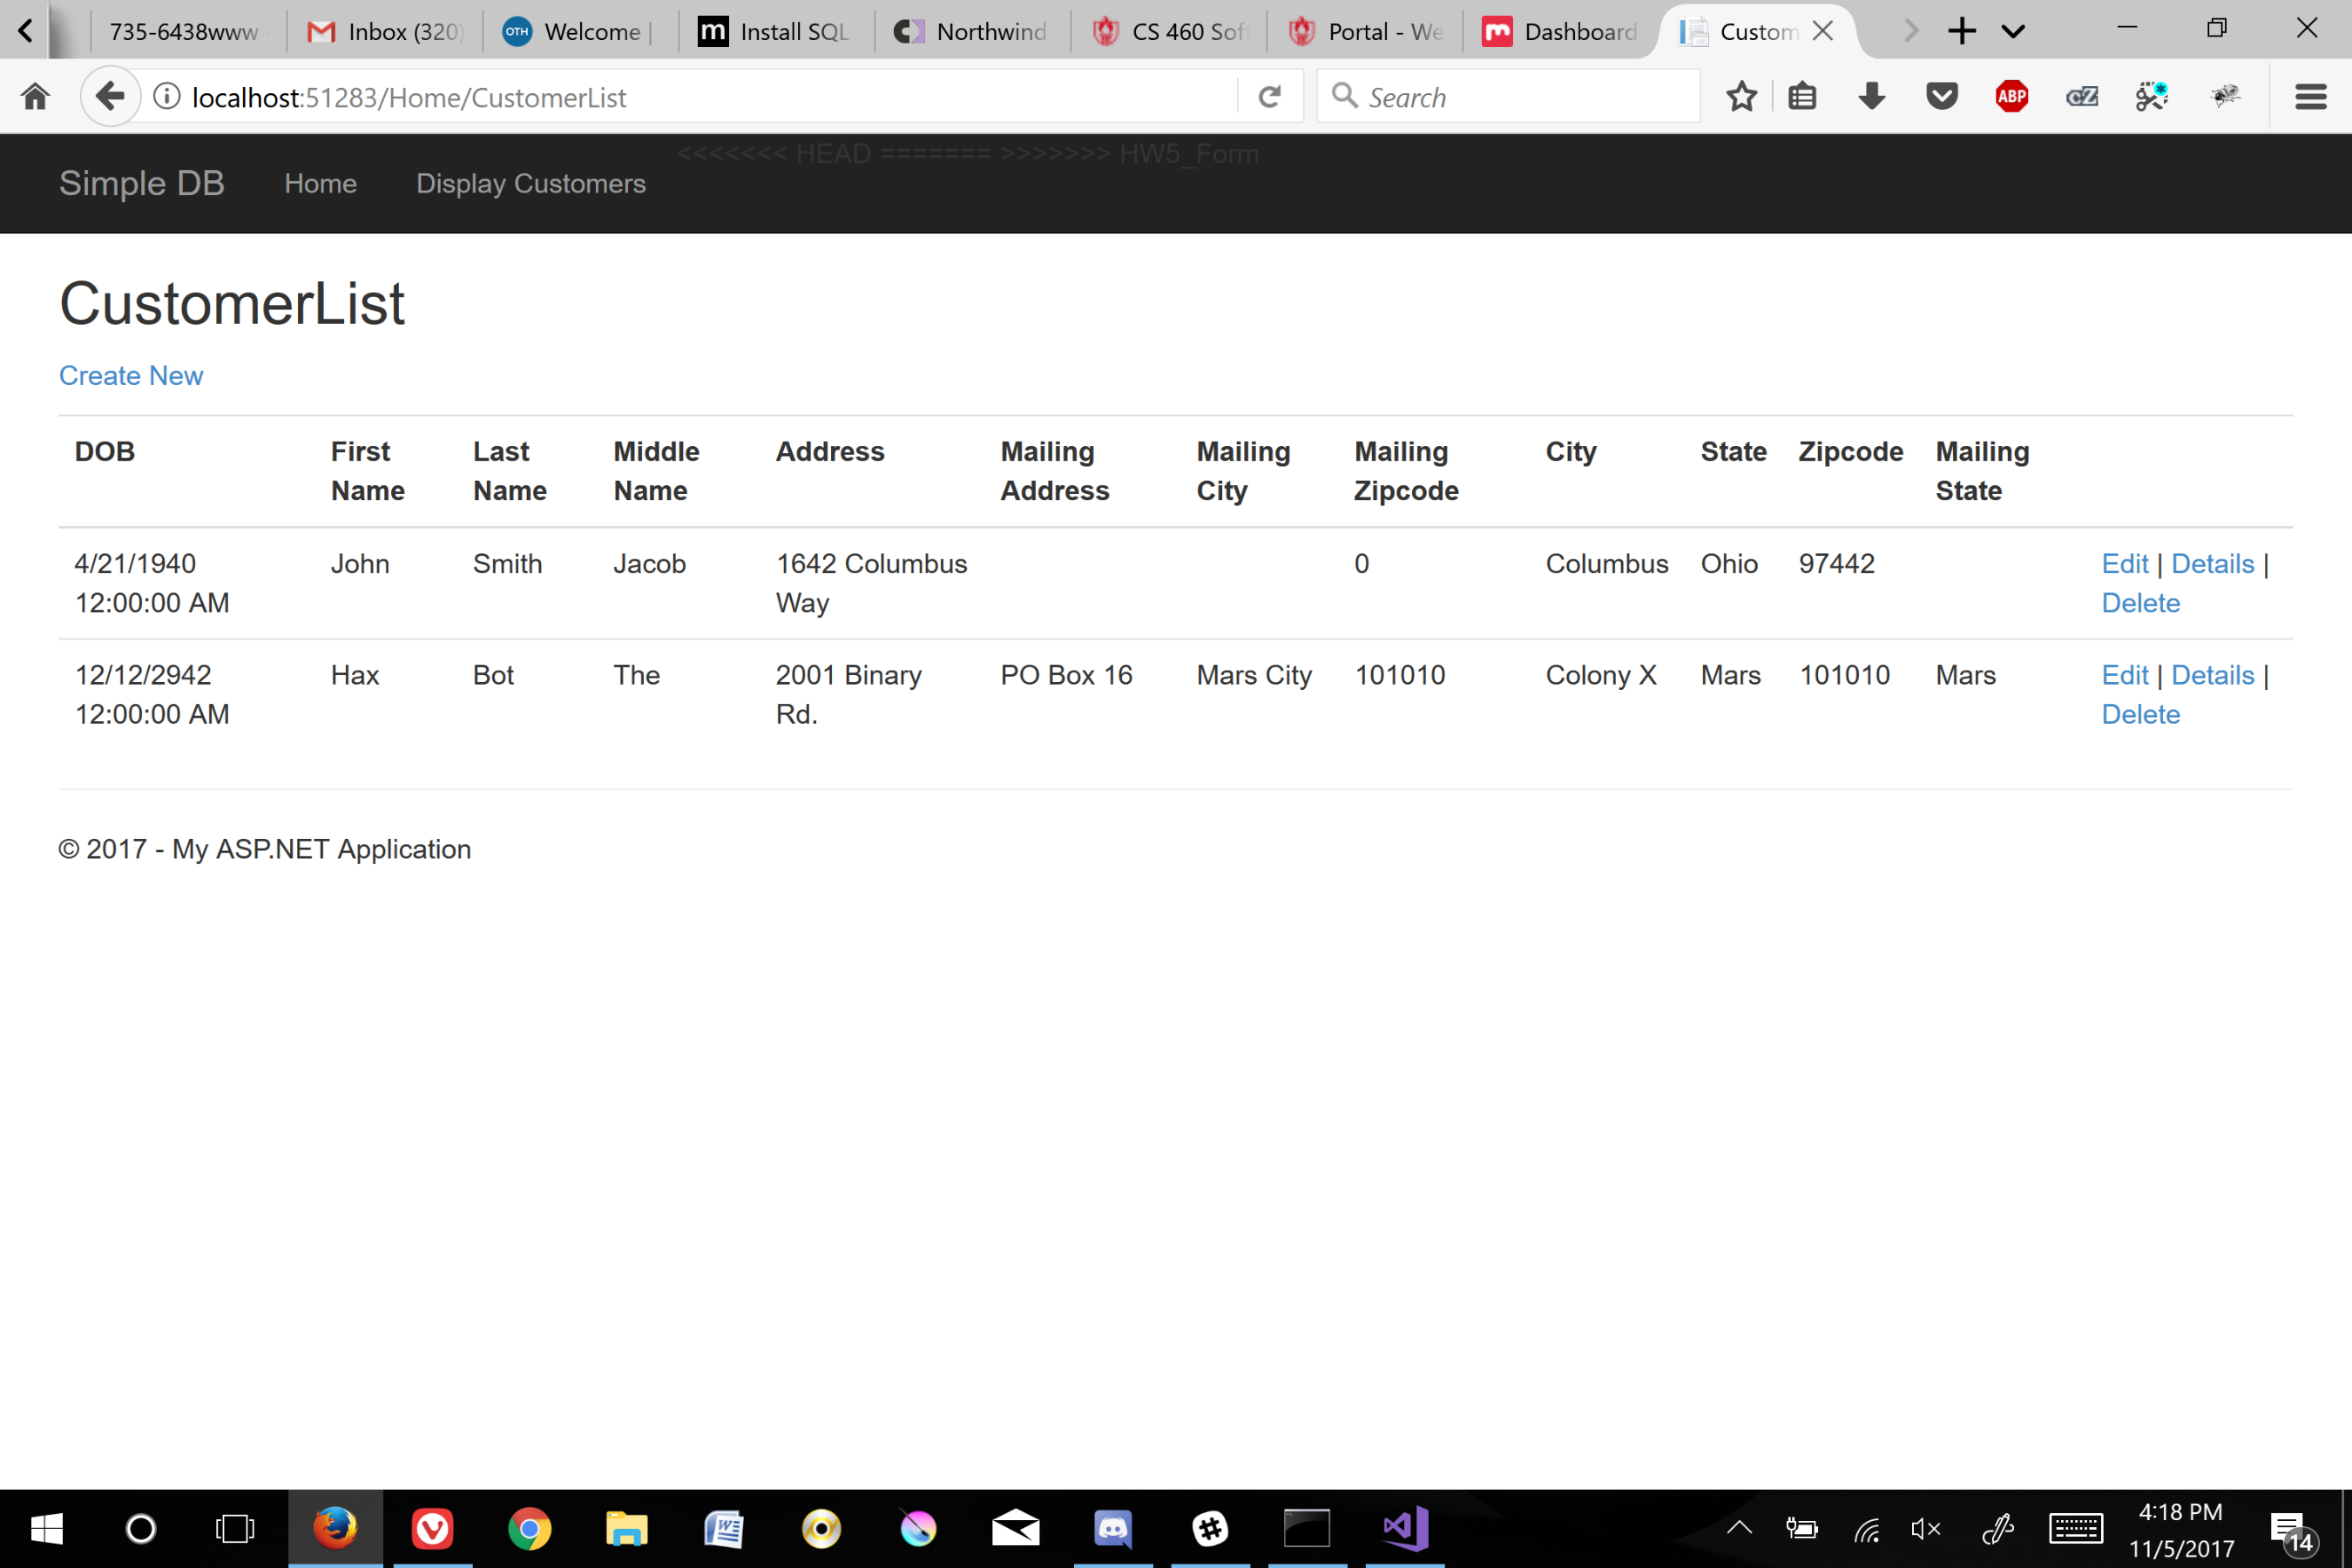 735-6438www
Inbox (320)
OTH Welcome |
m Install SQL
Northwind
CS 460 Sof
Portal - We
Dashboard
Custom
localhost:51283/Home/CustomerList
Search
ABP
cZ
Simple DB Home Display Customers
<<<<<<< HEAD ======= >>>>>>> HW5_Form
CustomerList
Create New
DOB First Name Last Name Middle Name Address Mailing Address Mailing City Mailing Zipcode City State Zipcode Mailing State
4/21/1940 John Smith Jacob 1642 Columbus 0 Columbus Ohio 97442 Edit | Details |
12:00:00 AM Way Delete
12/12/2942 Hax Bot The 2001 Binary PO Box 16 Mars City 101010 Colony X Mars 101010 Mars Edit | Details |
12:00:00 AM Rd. Delete
© 2017 - My ASP.NET Application
4:18 PM
11/5/2017
14